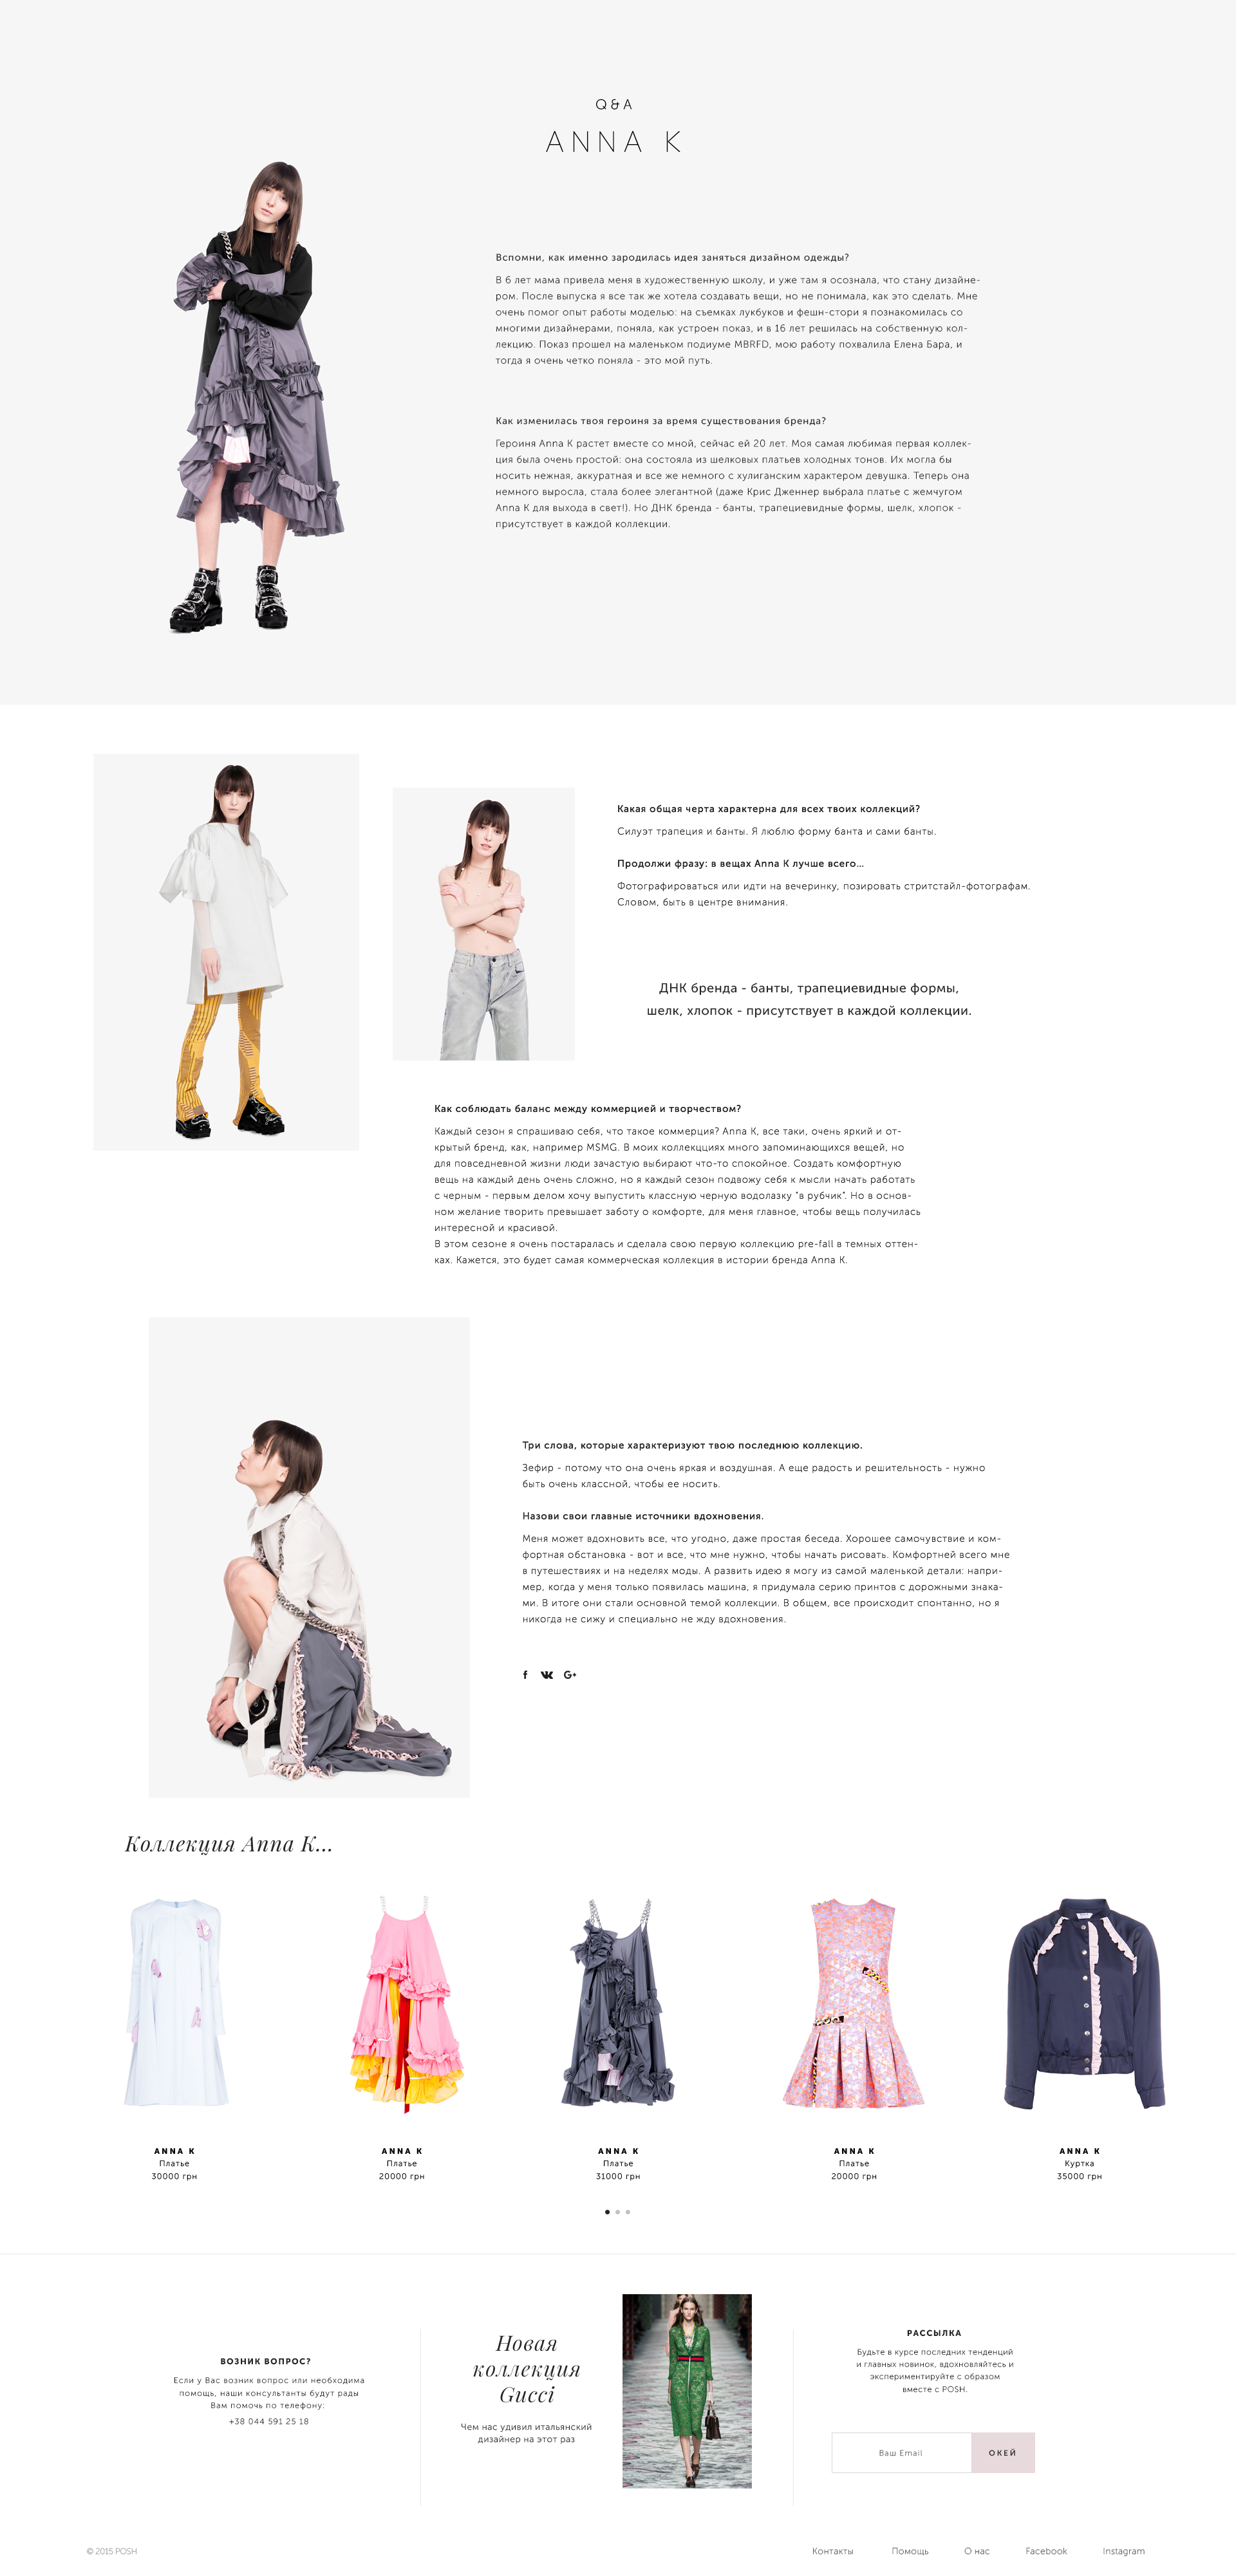 Q&A
ANNA K
Вспомни, как именно зародилась идея заняться дизайном одежды?
В 6 лет мама привела меня в художественную школу, и уже там я осознала, что стану дизайне-
ром. После выпуска я все так же хотела создавать вещи, но не понимала, как это сделать. Мне
очень помог опыт работы моделью: на съемках лукбуков и фешн-стори я познакомилась со
многими дизайнерами, поняла, как устроен показ, и в 16 лет решилась на собственную кол-
лекцию. Показ прошел на маленьком подиуме MBRFD, мою работу похвалила Елена Бара, и
тогда я очень четко поняла - это мой путь.
Как изменилась твоя героиня за время существования бренда?
Героиня Anna K растет вместе со мной, сейчас ей 20 лет. Моя самая любимая первая коллек-
ция была очень простой: она состояла из шелковых платьев холодных тонов. Их могла бы
носить нежная, аккуратная и все же немного с хулиганским характером девушка. Теперь она
немного выросла, стала более элегантной (даже Крис Дженнер выбрала платье с жемчугом
Anna K для выхода в свет!). Но ДНК бренда - банты, трапециевидные формы, шелк, хлопок -
присутствует в каждой коллекции.
Какая общая черта характерна для всех твоих коллекций?
Силуэт трапеция и банты. Я люблю форму банта и сами банты.
Продолжи фразу: в вещах Anna K лучше всего...
Фотографироваться или идти на вечеринку, позировать стритстайл-фотографам.
Словом, быть в центре внимания.
ДНК бренда - банты, трапециевидные формы,
шелк, хлопок - присутствует в каждой коллекции.
Как соблюдать баланс между коммерцией и творчеством?
Каждый сезон я спрашиваю себя, что такое коммерция? Anna K, все таки, очень яркий и от-
крытый бренд, как, например MSMG. В моих коллекцциях много запоминающихся вещей, но
для повседневной жизни люди зачастую выбирают что-то спокойное. Создать комфортную
вещь на каждый день очень сложно, но я каждый сезон подвожу себя к мысли начать работать
с черным - первым делом хочу выпустить классную черную водолазку “в рубчик”. Но в основ-
ном желание творить превышает заботу о комфорте, для меня главное, чтобы вещь получилась
интересной и красивой.
В этом сезоне я очень постаралась и сделала свою первую коллекцию pre-fall в темных оттен-
ках. Кажется, это будет самая коммерческая коллекция в истории бренда Anna K.
Три слова, которые характеризуют твою последнюю коллекцию.
Зефир - потому что она очень яркая и воздушная. А еще радость и решительность - нужно
быть очень классной, чтобы ее носить.
Назови свои главные источники вдохновения.
Меня может вдохновить все, что угодно, даже простая беседа. Хорошее самочувствие и ком-
фортная обстановка - вот и все, что мне нужно, чтобы начать рисовать. Комфортней всего мне
в путешествиях и на неделях моды. А развить идею я могу из самой маленькой детали: напри-
мер, когда у меня только появилась машина, я придумала серию принтов с дорожными знака-
ми. В итоге они стали основной темой коллекции. В общем, все происходит спонтанно, но я
никогда не сижу и специально не жду вдохновения.
Коллекция Anna K...
ANNA K
Платье
30000 грн
ANNA K
Платье
20000 грн
ANNA K
Платье
31000 грн
ANNA K
Платье
20000 грн
ANNA K
Куртка
35000 грн
ВОЗНИК ВОПРОС?
Если у Вас возник вопрос или необходима
помощь, наши консультанты будут рады
Вам помочь по телефону:
+38 044 591 25 18
Новая
коллекция
Gucci
Чем нас удивил итальянский
дизайнер на этот раз
РАССЫЛКА
Будьте в курсе последних тенденций
и главных новинок, вдохновляйтесь и
экспериментируйте с образом
вместе с POSH.
Ваш Email
ОКЕЙ
© 2015 POSH
Контакты
Помощь
О нас
Facebook
Instagram